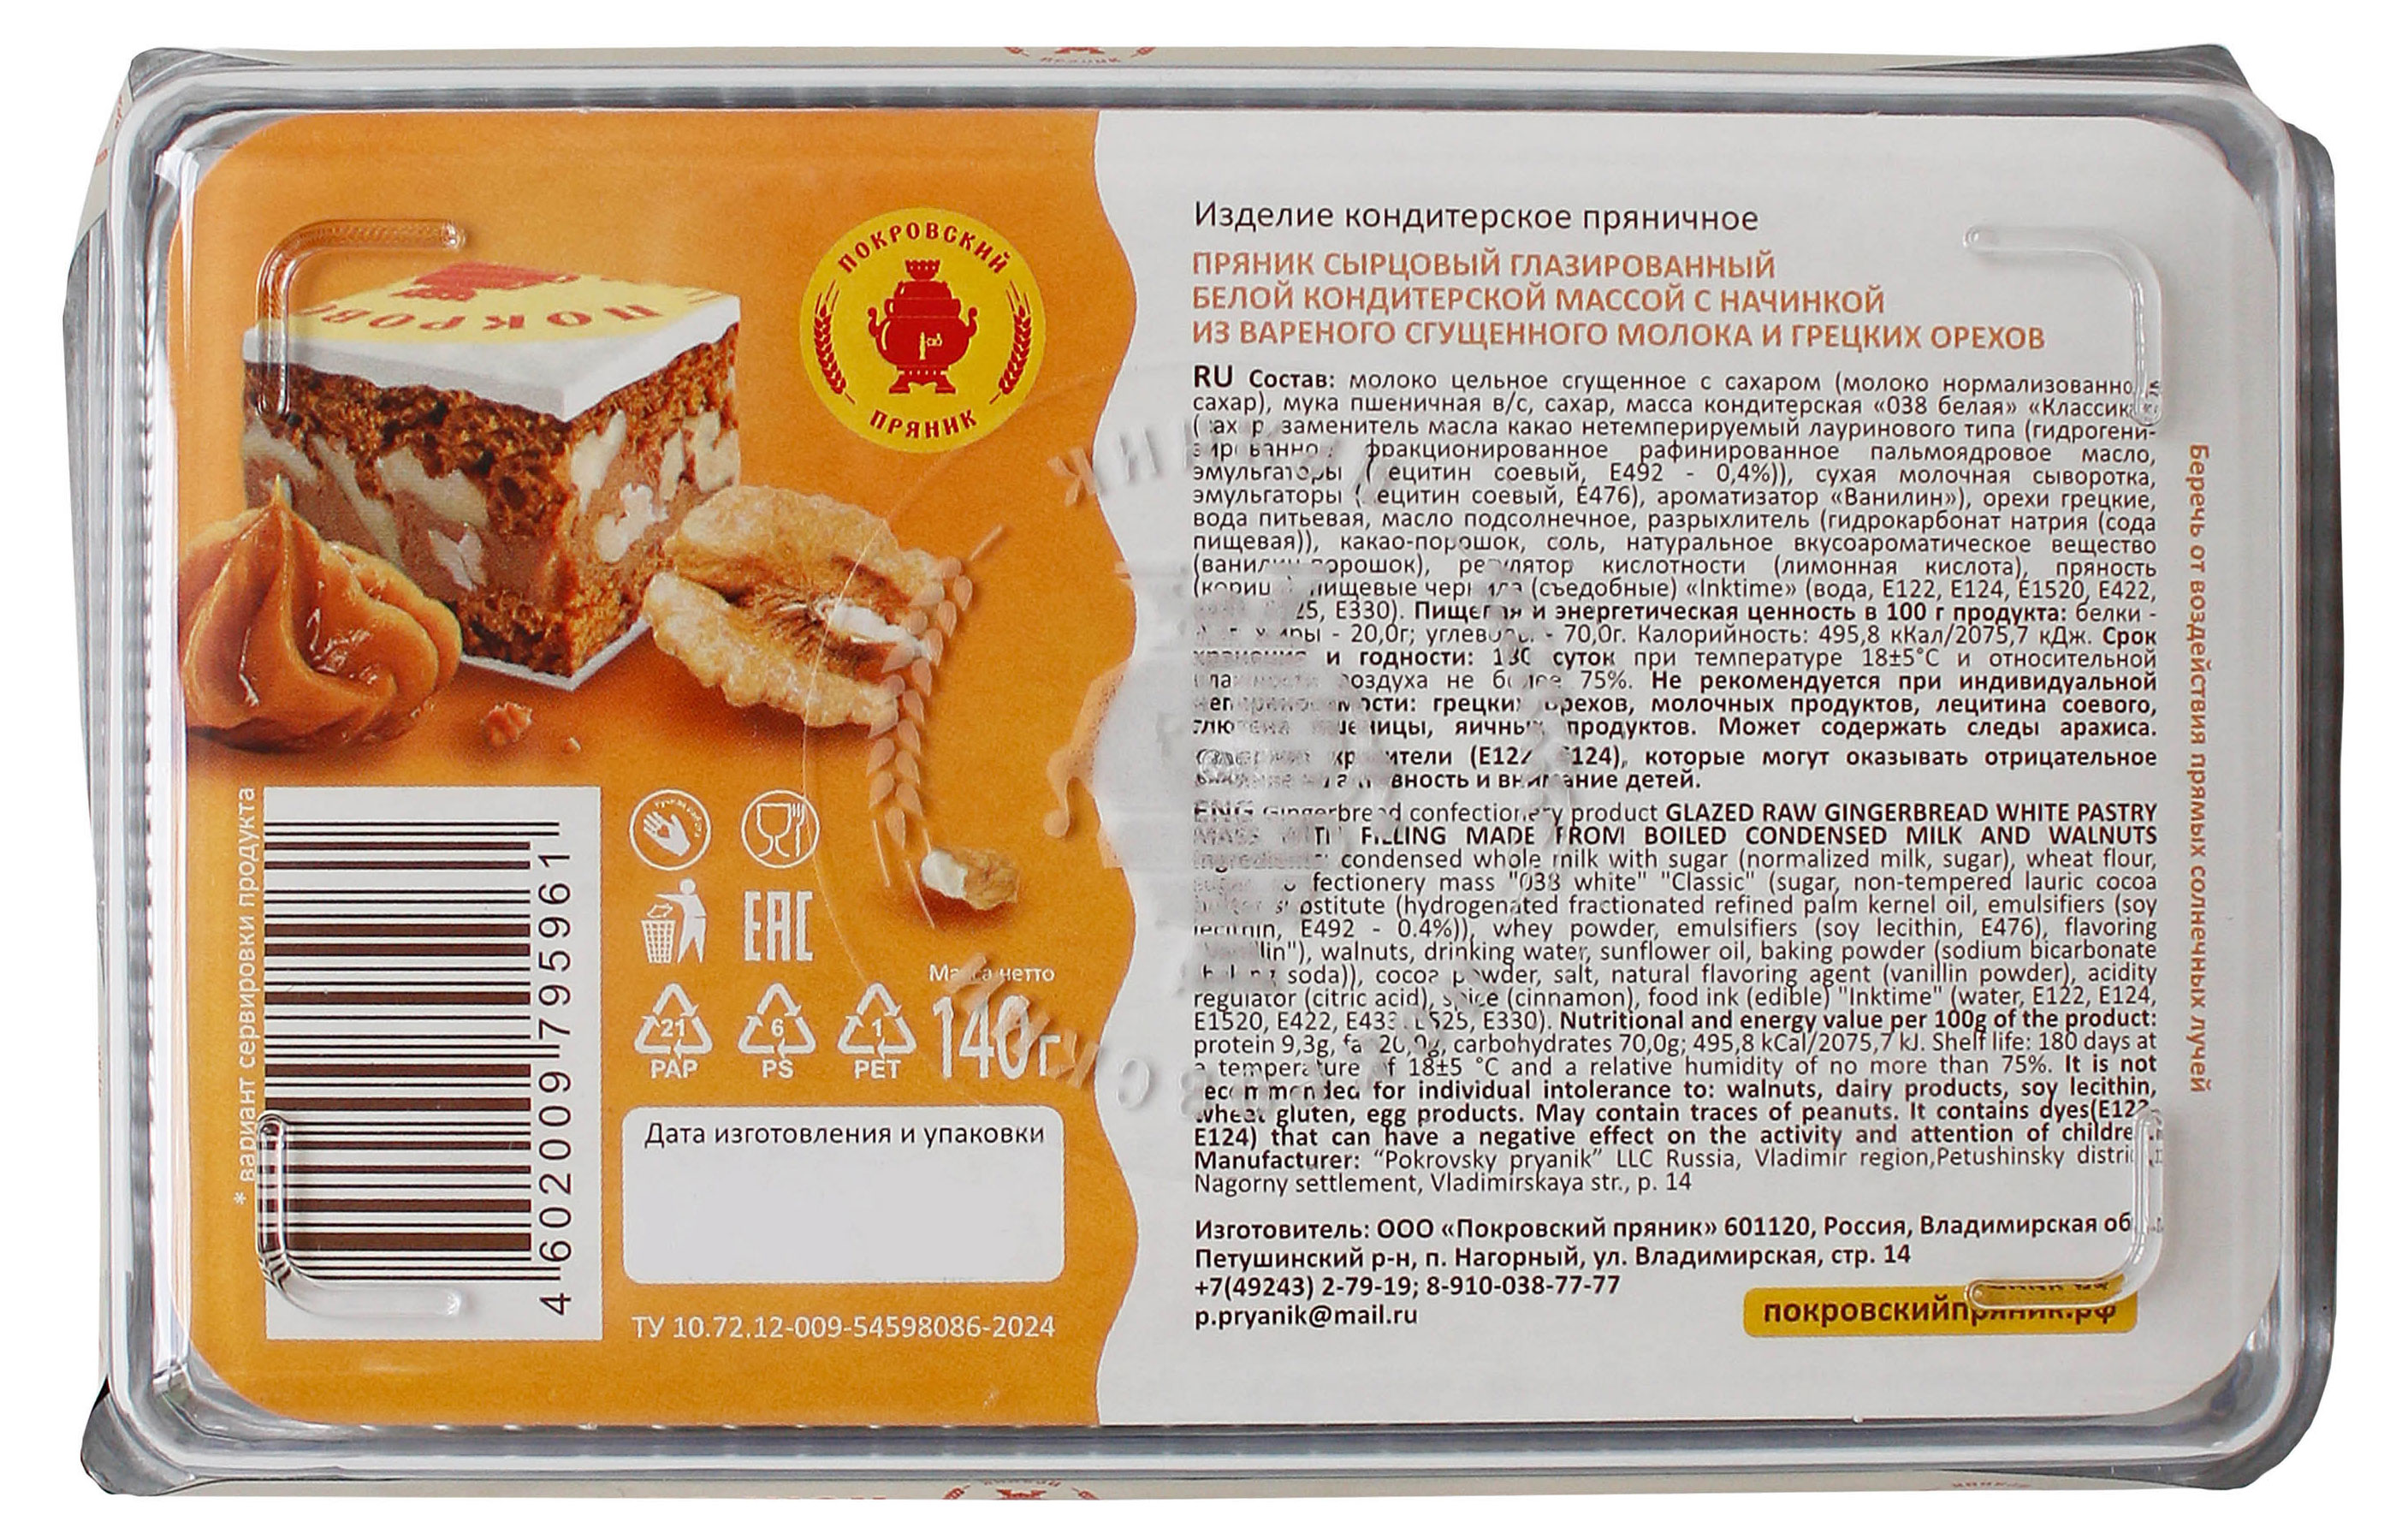 ПОКРОВСКИЙ
ПРЯНИК
* вариант сервировки продукта
4 602009 795961
ЕАС
Масса нетто
140г
21
PAP
6
PS
1
PET
Дата изготовления и упаковки
ТУ 10.72.12-009-54598086-2024
Изделие кондитерское пряничное
ПРЯНИК СЫРЦОВЫЙ ГЛАЗИРОВАННЫЙ
БЕЛОЙ КОНДИТЕРСКОЙ МАССОЙ С НАЧИНКОЙ
ИЗ ВАРЕНОГО СГУЩЕННОГО МОЛОКА И ГРЕЦКИХ ОРЕХОВ
RU Состав: молоко цельное сгущенное с сахаром (молоко
сахар), мука пшеничная в/с, сахар, масса кондитерская «038 белая»
заменитель масла какао нетемперируемый лауринового типа (гидрогени-
фракционированное рафинированное пальмоядровое масло,
эмульгаторы (лецитин соевый, Е492 - 0,4%)), сухая молочная сыворотка,
эмульгаторы (лецитин соевый, Е476), ароматизатор «Ванилин»), орехи грецкие,
вода питьевая, масло подсолнечное, разрыхлитель (гидрокарбонат натрия (сода
пищевая)), какао-порошок, соль, натуральное вкусоароматическое вещество
(ванилин порошок), регулятор кислотности (лимонная кислота), пряность
пищевые чернила (съедобные) «Inktime» (вода, Е122, Е124, Е1520, Е422,
Е330). Пищевая и энергетическая ценность в 100 г продукта: белки -
- 20,0г; углеводы - 70,0г. Калорийность: 495,8 кКал/2075,7 кДж. Срок
и годности: суток при температуре 18±5°С и относительной
воздуха не более 75%. Не рекомендуется при индивидуальной
грецких орехов, молочных продуктов, лецитина соевого,
пшеницы, яичных продуктов. Может содержать следы арахиса.
красители которые могут оказывать отрицательное
внимание детей.
ENG Gingerbread confectionery product GLAZED RAW GINGERBREAD WHITE PASTRY
FILLING MADE FROM BOILED CONDENSED MILK AND WALNUTS
condensed whole milk with sugar (normalized milk, sugar), wheat flour,
confectionery mass "038 white" "Classic" (sugar, non-tempered lauric cocoa
substitute (hydrogenated fractionated refined palm kernel oil, emulsifiers (soy
lecithin, E492 - 0.4%)), whey powder, emulsifiers (soy lecithin, E476), flavoring
walnuts, drinking water, sunflower oil, baking powder (sodium bicarbonate
soda)), cocoa powder, salt, natural flavoring agent (vanillin powder), acidity
regulator (citric acid), spice (cinnamon), food ink (edible) "Inktime" (water, E122, E124,
E1520, E422, E330). Nutritional and energy value per 100g of the product:
protein 9,3g, fat 20,0g, carbohydrates 70,0g; 495,8 kCal/2075,7 kJ. Shelf life: 180 days at
a temperature of 18±5 °C and a relative humidity of no more than 75%. It is not
recommended for individual intolerance to: walnuts, dairy products, soy lecithin,
wheat gluten, egg products. May contain traces of peanuts. It contains dyes
E124) that can have a negative effect on the activity and attention of
Manufacturer: “Pokrovsky pryanik” LLC Russia, Vladimir region,Petushinsky
Nagorny settlement, Vladimirskaya str., p. 14
Изготовитель: ООО «Покровский пряник» 601120, Россия, Владимирская
Петушинский р-н, п. Нагорный, ул. Владимирская, стр. 14
+7(49243) 2-79-19; 8-910-038-77-77
p.pryanik@mail.ru
покровскийпряник.рф
Беречь от воздействия прямых солнечных лучей